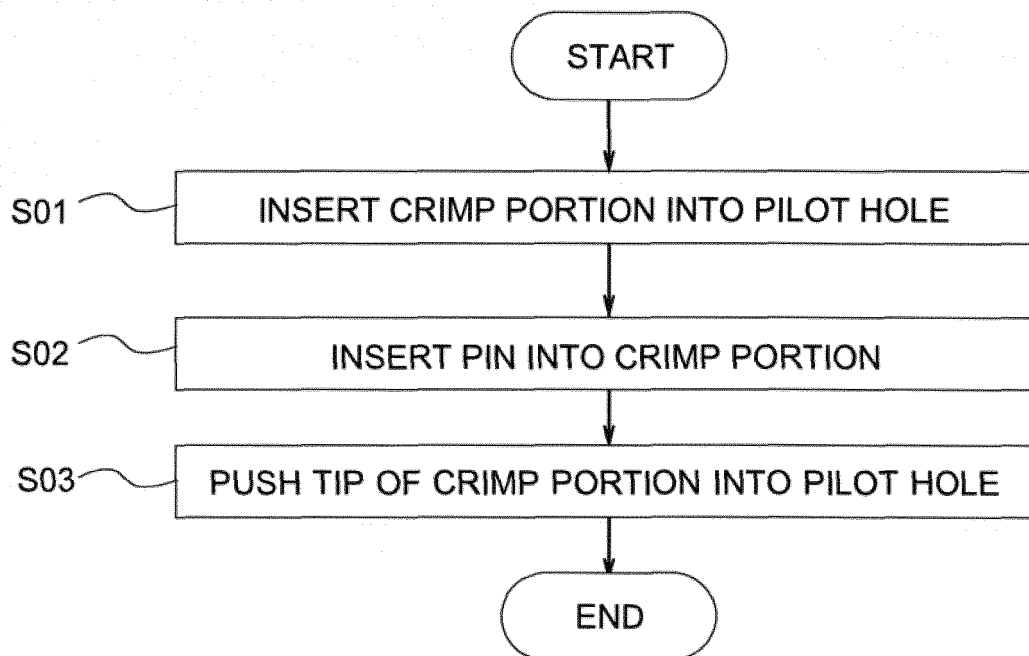 START
S01 INSERT CRIMP PORTION INTO PILOT HOLE
S02 INSERT PIN INTO CRIMP PORTION
S03 PUSH TIP OF CRIMP PORTION INTO PILOT HOLE
END